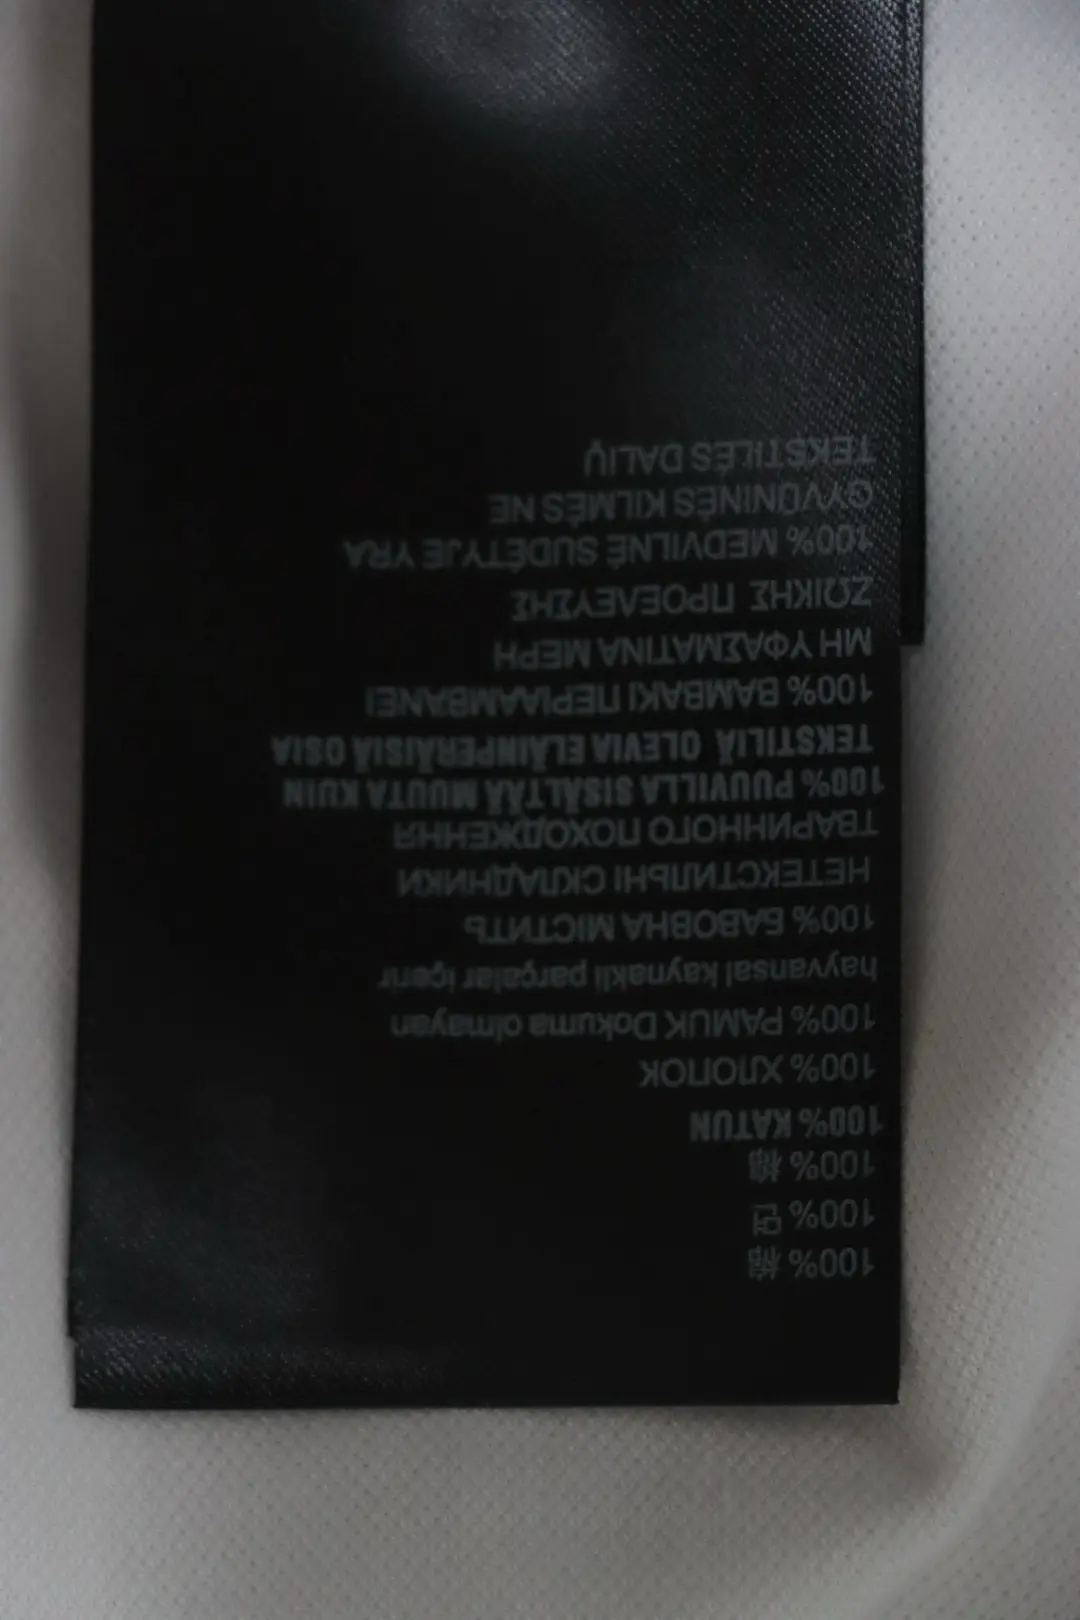 100% 棉
100% 면
100% 棉
100% KATUN
100% ХЛОПОК
100% PAMUK Dokuma olmayan
hayvansal kaynakli parçalar içerir
100% БАВОВНА МІСТИТЬ
НЕТЕКСТИЛЬНІ СКЛАДНИКИ
ТВАРИННОГО ПОХОДЖЕННЯ
100% PUUVILLA SISÄLTÄÄ MUUTA KUIN
TEKSTILIÄ OLEVIA ELÄINPERÄISIÄ OSIA
100% ΒΑΜΒΑΚΙ ΠΕΡΙΛΑΜΒΑΝΕΙ
ΜΗ ΥΦΑΣΜΑΤΙΝΑ ΜΕΡΗ
ΖΩΙΚΗΣ ΠΡΟΕΛΕΥΣΗΣ
100% MEDVILNĖ SUDĖTYJE YRA
GYVŪNINĖS KILMĖS NE
TEKSTILĖS DALIŲ